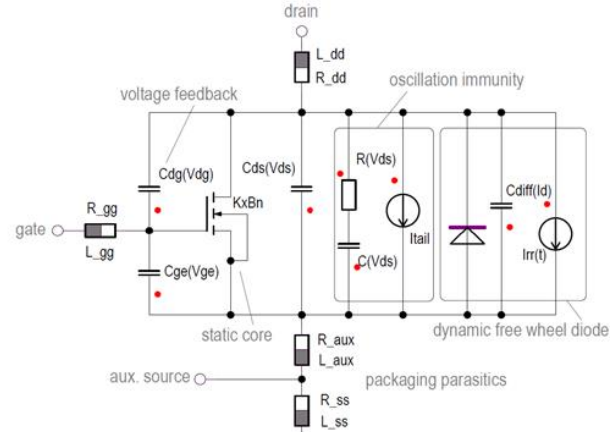 drain
L_dd
R_dd
oscillation immunity
voltage feedback
Cdg(Vdg)
Cds(Vds)
R(Vds)
KxBn
Cdiff(Id)
R_gg
gate
L_gg
Itail
Irr(t)
Cge(Vge)
C(Vds)
static core
dynamic free wheel diode
R_aux
L_aux
aux. source
packaging parasitics
R_ss
L_ss